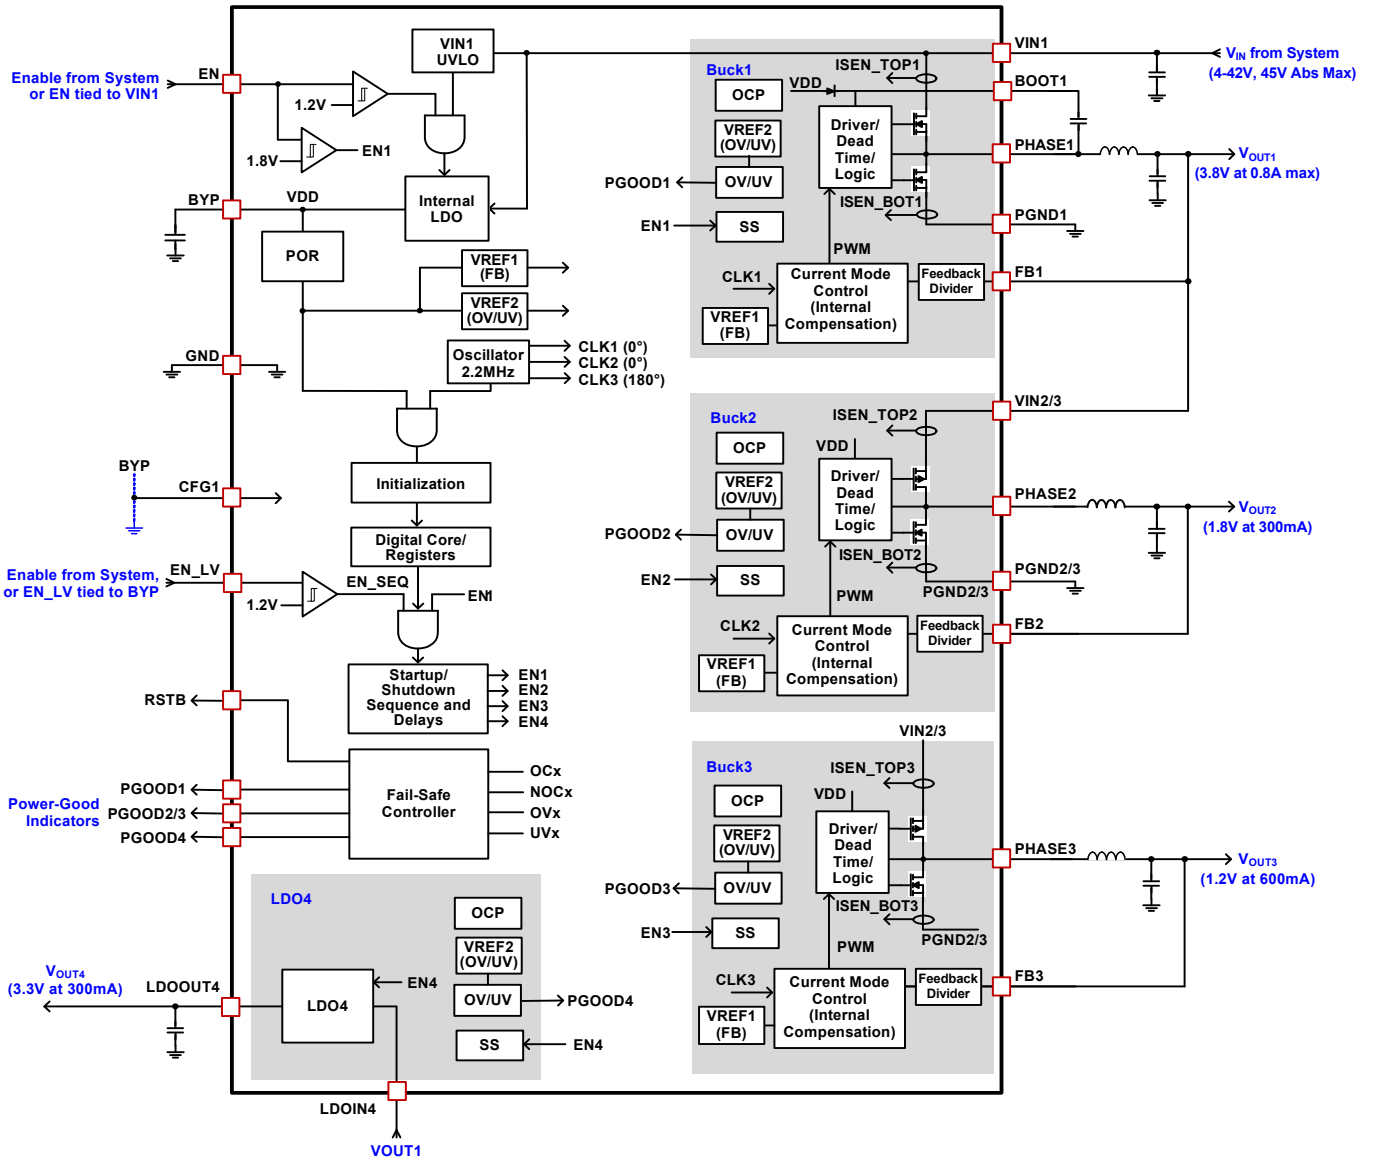 Enable from System
or EN tied to VIN1
EN
1.2V
1.8V
EN1
VIN1
UVLO
Internal
LDO
BYP
VDD
POR
VREF1
(FB)
VREF2
(OV/UV)
GND
Oscillator
2.2MHz
CLK1 (0°)
CLK2 (0°)
CLK3 (180°)
BYP
CFG1
Initialization
Digital Core/
Registers
Enable from System,
or EN_LV tied to BYP
EN_LV
1.2V
EN_SEQ
EN1
Startup/
Shutdown
Sequence and
Delays
EN1
EN2
EN3
EN4
RSTB
Power-Good
Indicators
PGOOD1
PGOOD2/3
PGOOD4
Fail-Safe
Controller
OCx
NOCx
OVx
UVx
LDO4
OCP
VREF2
(OV/UV)
OV/UV
PGOOD4
SS
EN4
LDO4
EN4
VOUT4
(3.3V at 300mA)
LDOOUT4
LDOIN4
VOUT1
Buck1
OCP
VREF2
(OV/UV)
OV/UV
PGOOD1
EN1
SS
VDD
ISEN_TOP1
Driver/
Dead
Time/
Logic
ISEN_BOT1
PWM
CLK1
VREF1
(FB)
Current Mode
Control
(Internal
Compensation)
Feedback
Divider
VIN1
BOOT1
PHASE1
PGND1
FB1
VIN from System
(4-42V, 45V Abs Max)
VOUT1
(3.8V at 0.8A max)
Buck2
OCP
VREF2
(OV/UV)
OV/UV
PGOOD2
EN2
SS
VDD
ISEN_TOP2
Driver/
Dead
Time/
Logic
ISEN_BOT2
PGND2/3
PWM
CLK2
VREF1
(FB)
Current Mode
Control
(Internal
Compensation)
Feedback
Divider
VIN2/3
PHASE2
PGND2/3
FB2
VOUT2
(1.8V at 300mA)
VIN2/3
Buck3
OCP
VREF2
(OV/UV)
OV/UV
PGOOD3
EN3
SS
VDD
ISEN_TOP3
Driver/
Dead
Time/
Logic
ISEN_BOT3
PGND2/3
PWM
CLK3
VREF1
(FB)
Current Mode
Control
(Internal
Compensation)
Feedback
Divider
PHASE3
FB3
VOUT3
(1.2V at 600mA)